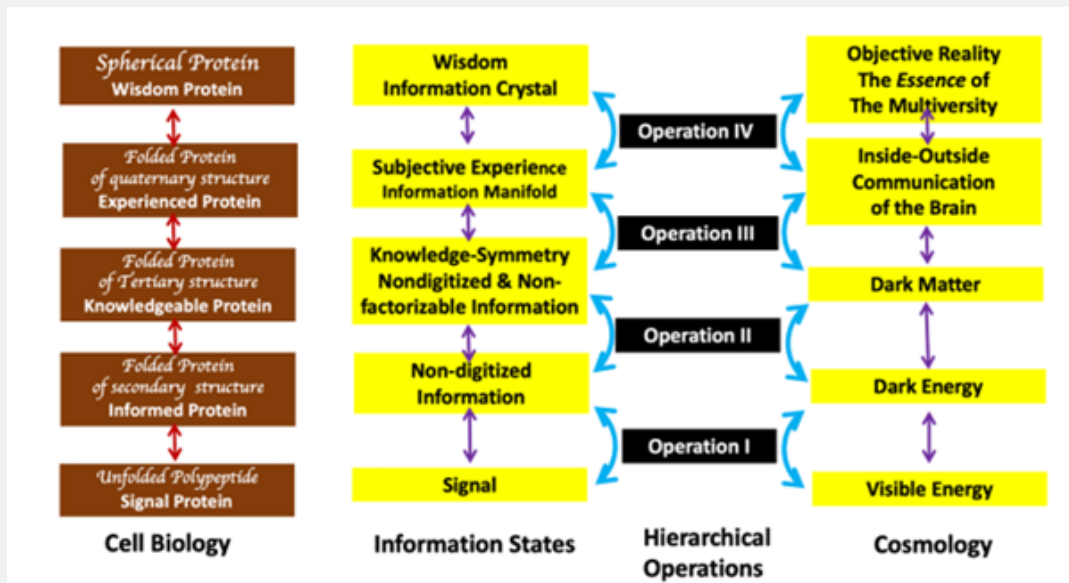 Spherical Protein
Wisdom Protein
Folded Protein
of quaternary structure
Experienced Protein
Folded Protein
of Tertiary structure
Knowledgeable Protein
Folded Protein
of secondary structure
Informed Protein
Unfolded Polypeptide
Signal Protein
Cell Biology
Wisdom
Information Crystal
Subjective Experience
Information Manifold
Knowledge-Symmetry
Nondigitized & Non-
factorizable Information
Non-digitized
Information
Signal
Information States
Operation IV
Operation III
Operation II
Operation I
Hierarchical
Operations
Objective Reality
The Essence of
The Multiversity
Inside-Outside
Communication
of the Brain
Dark Matter
Dark Energy
Visible Energy
Cosmology